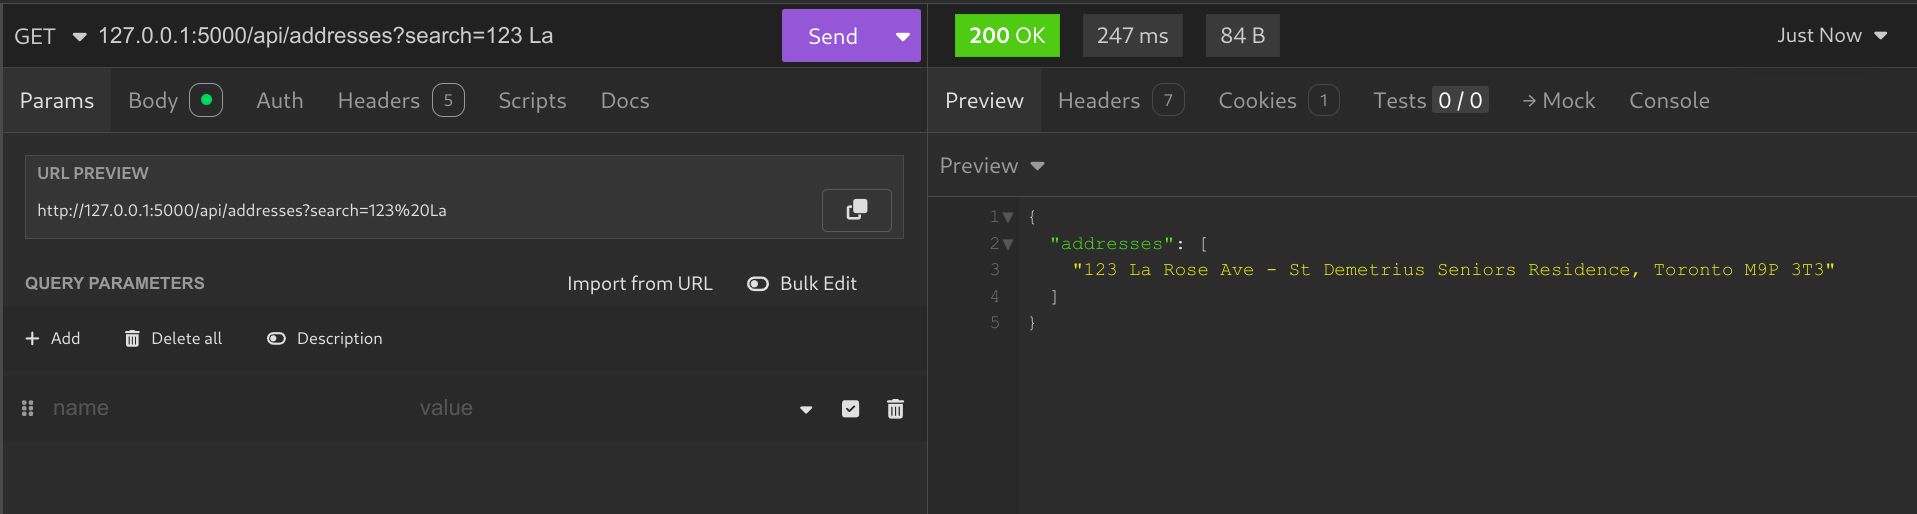 GET 127.0.0.1:5000/api/addresses?search=123 La Send
Params Body Auth Headers 5 Scripts Docs
URL PREVIEW
http://127.0.0.1:5000/api/addresses?search=123%20La
QUERY PARAMETERS Import from URL Bulk Edit
+ Add Delete all Description
name value
200 OK 247 ms 84 B Just Now
Preview Headers 7 Cookies 1 Tests 0 / 0 → Mock Console
Preview
1 {
2 "addresses": [
3 "123 La Rose Ave - St Demetrius Seniors Residence, Toronto M9P 3T3"
4 ]
5 }